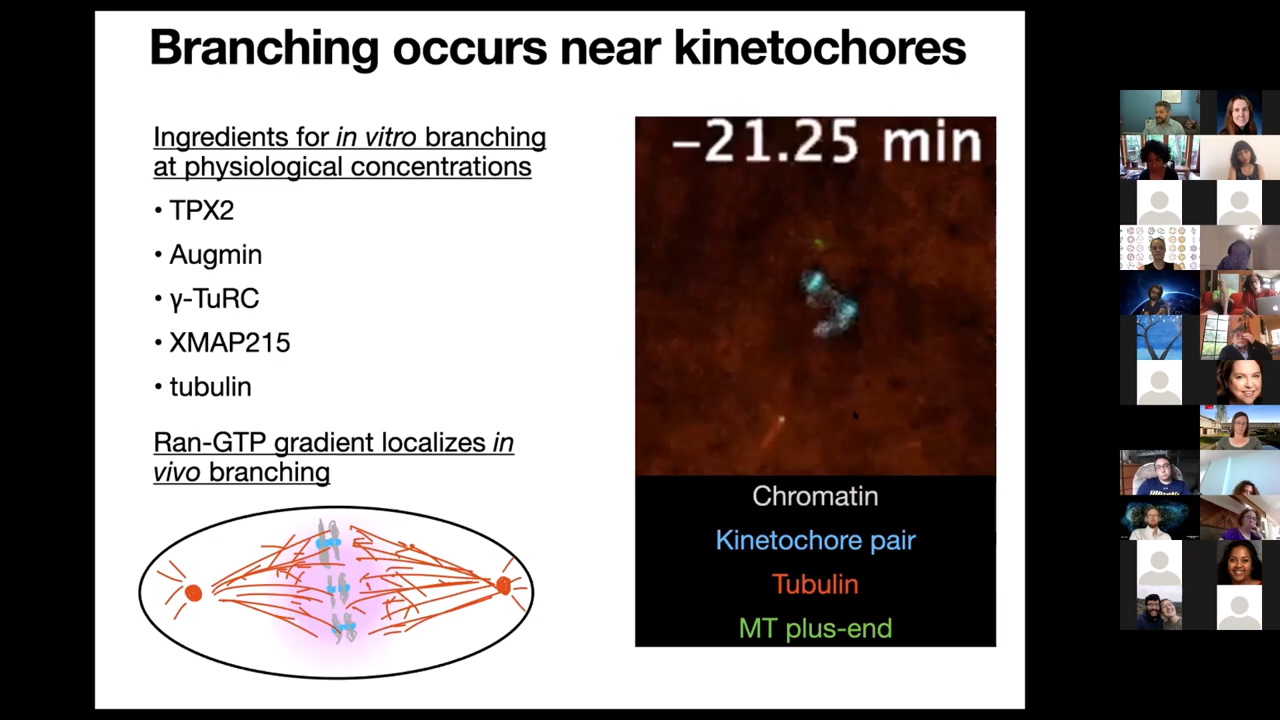 Branching occurs near kinetochores
Ingredients for in vitro branching
at physiological concentrations
• TPX2
• Augmin
• γ-TuRC
• XMAP215
• tubulin
Ran-GTP gradient localizes in
vivo branching
−21.25 min
Chromatin
Kinetochore pair
Tubulin
MT plus-end